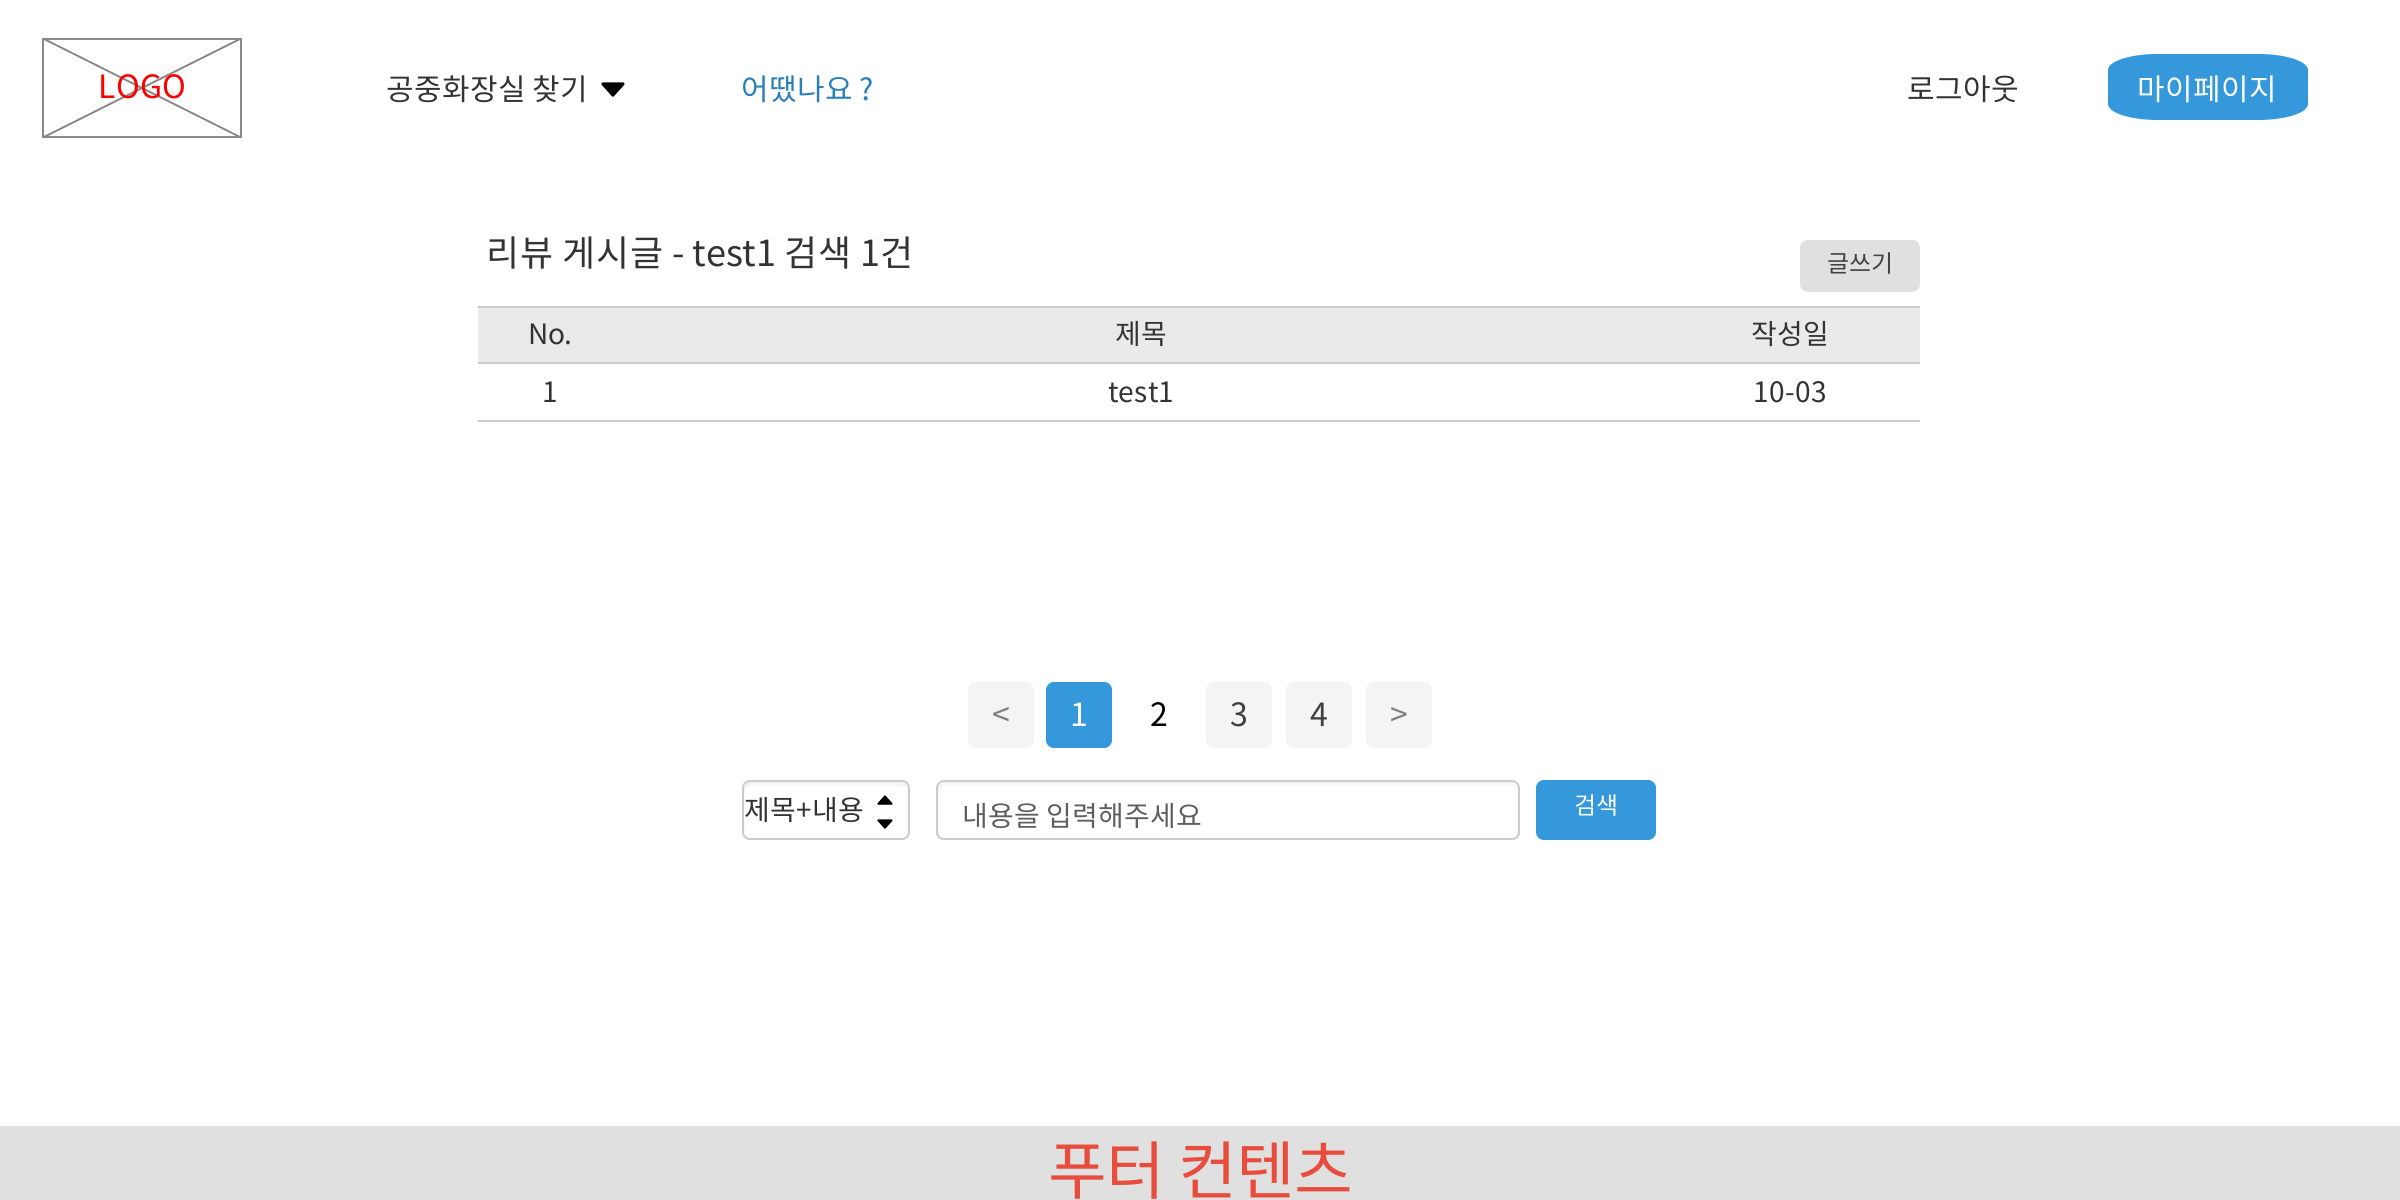 LOGO 공중화장실 찾기 어땠나요 ? 로그아웃 마이페이지
리뷰 게시글 - test1 검색 1건 글쓰기
No. 제목 작성일
1 test1 10-03
< 1 2 3 4 >
제목+내용 내용을 입력해주세요 검색
푸터 컨텐츠